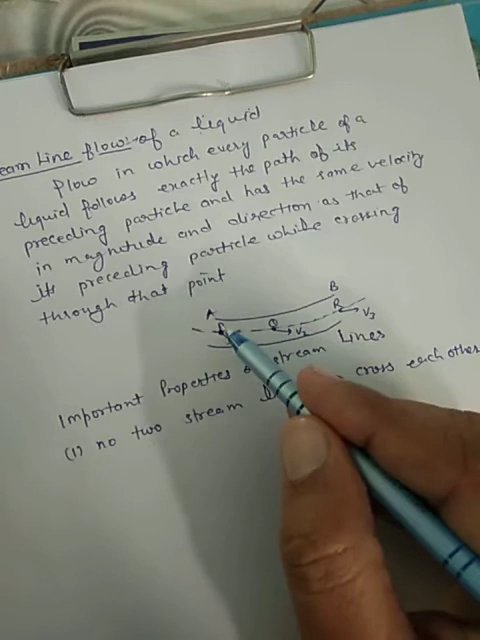 eam Line flow:- of a liquid
flow in which every particle of a
liquid follows exactly the path of its
preceding particle and has the same velocity
in magnitude and direction as that of
its preceding particle while crossing
through that point
A B
P Q V2 R V3
Important Properties stream Lines
(1) no two stream cross each other